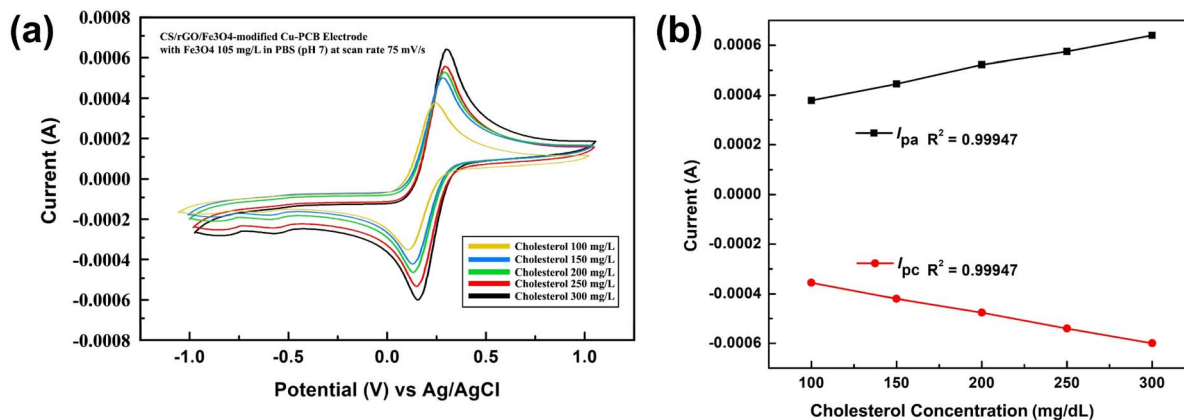 (a)
CS/rGO/Fe3O4-modified Cu-PCB Electrode
with Fe3O4 105 mg/L in PBS (pH 7) at scan rate 75 mV/s
Current (A)
0.0008
0.0006
0.0004
0.0002
0.0000
-0.0002
-0.0004
-0.0006
-0.0008
Cholesterol 100 mg/L
Cholesterol 150 mg/L
Cholesterol 200 mg/L
Cholesterol 250 mg/L
Cholesterol 300 mg/L
-1.0 -0.5 0.0 0.5 1.0
Potential (V) vs Ag/AgCl
(b)
Current (A)
0.0006
0.0004
0.0002
0.0000
-0.0002
-0.0004
-0.0006
Ipa R² = 0.99947
Ipc R² = 0.99947
100 150 200 250 300
Cholesterol Concentration (mg/dL)